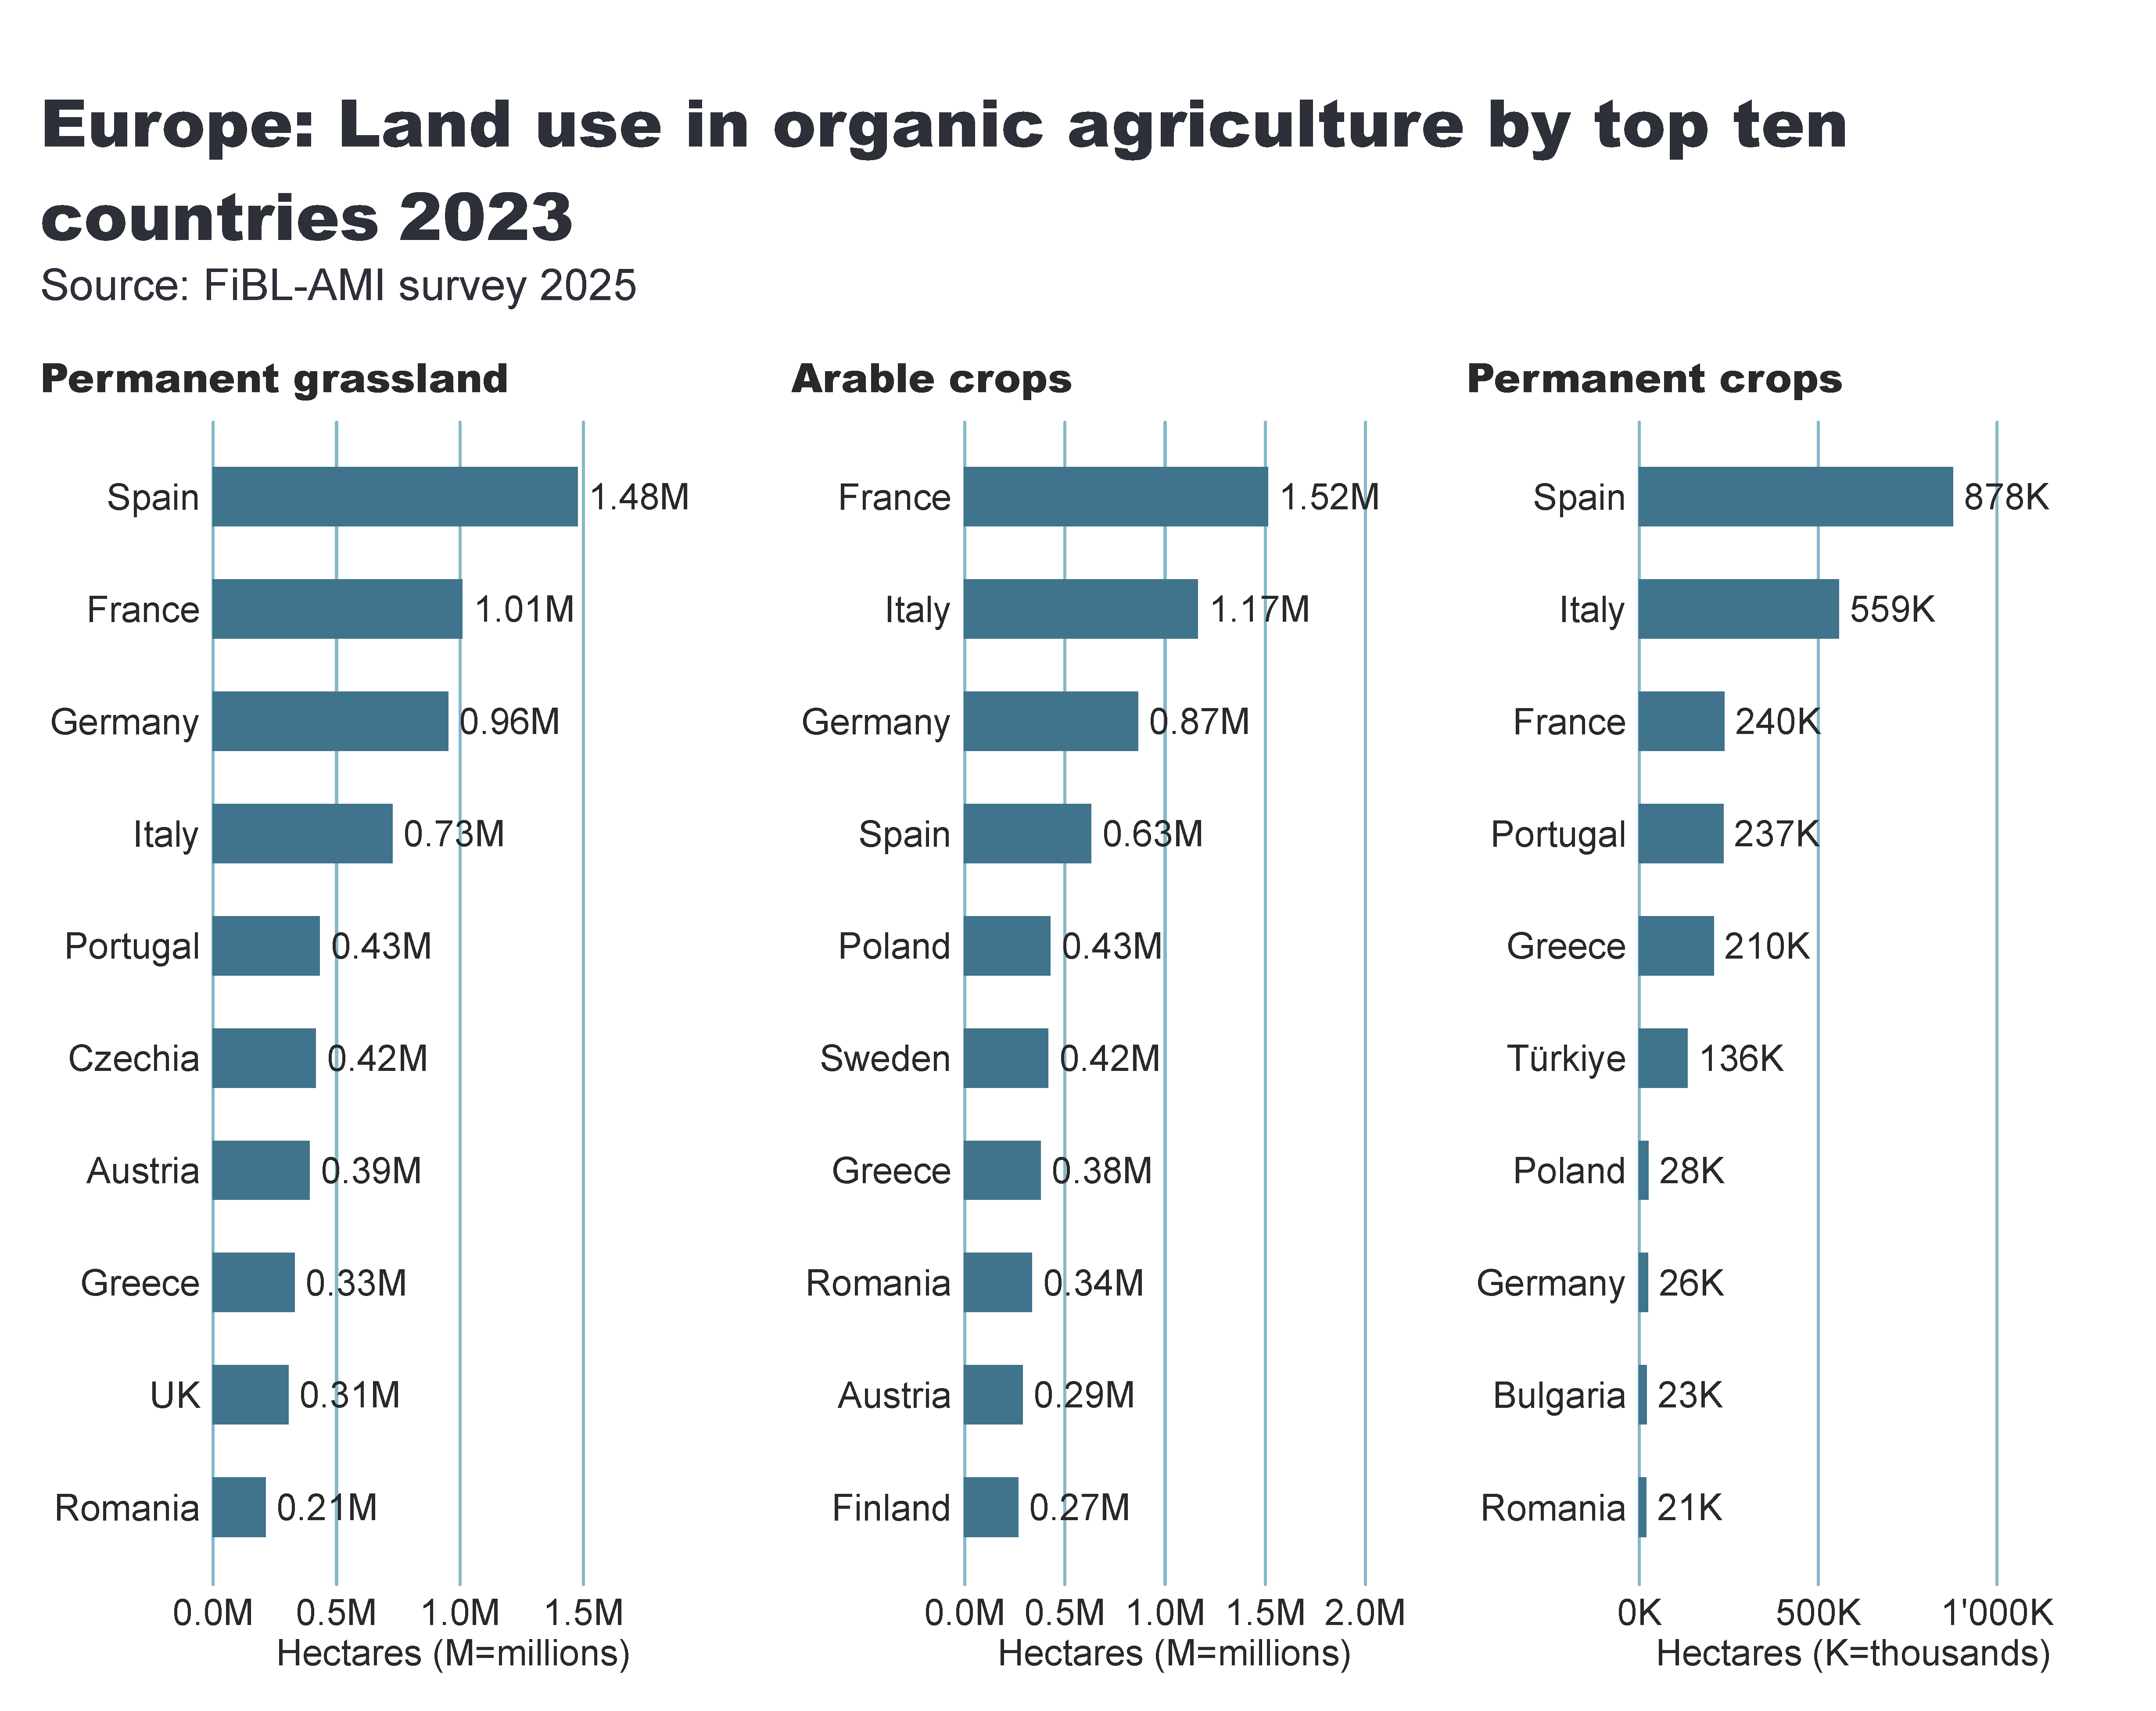 Europe: Land use in organic agriculture by top ten
countries 2023
Source: FiBL-AMI survey 2025
Permanent grassland
Spain 1.48M
France 1.01M
Germany 0.96M
Italy 0.73M
Portugal 0.43M
Czechia 0.42M
Austria 0.39M
Greece 0.33M
UK 0.31M
Romania 0.21M
0.0M 0.5M 1.0M 1.5M
Hectares (M=millions)
Arable crops
France 1.52M
Italy 1.17M
Germany 0.87M
Spain 0.63M
Poland 0.43M
Sweden 0.42M
Greece 0.38M
Romania 0.34M
Austria 0.29M
Finland 0.27M
0.0M 0.5M 1.0M 1.5M 2.0M
Hectares (M=millions)
Permanent crops
Spain 878K
Italy 559K
France 240K
Portugal 237K
Greece 210K
Türkiye 136K
Poland 28K
Germany 26K
Bulgaria 23K
Romania 21K
0K 500K 1'000K
Hectares (K=thousands)